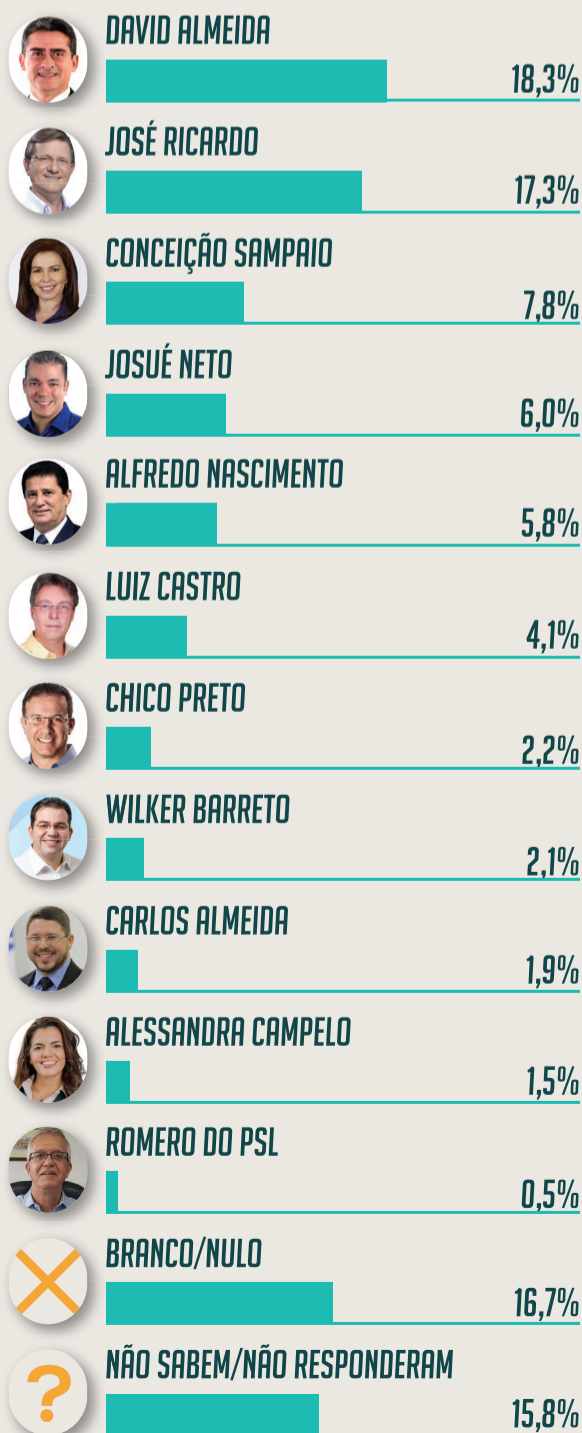 DAVID ALMEIDA
18,3%
JOSÉ RICARDO
17,3%
CONCEIÇÃO SAMPAIO
7,8%
JOSUÉ NETO
6,0%
ALFREDO NASCIMENTO
5,8%
LUIZ CASTRO
4,1%
CHICO PRETO
2,2%
WILKER BARRETO
2,1%
CARLOS ALMEIDA
1,9%
ALESSANDRA CAMPELO
1,5%
ROMERO DO PSL
0,5%
BRANCO/NULO
16,7%
NÃO SABEM/NÃO RESPONDERAM
?
15,8%